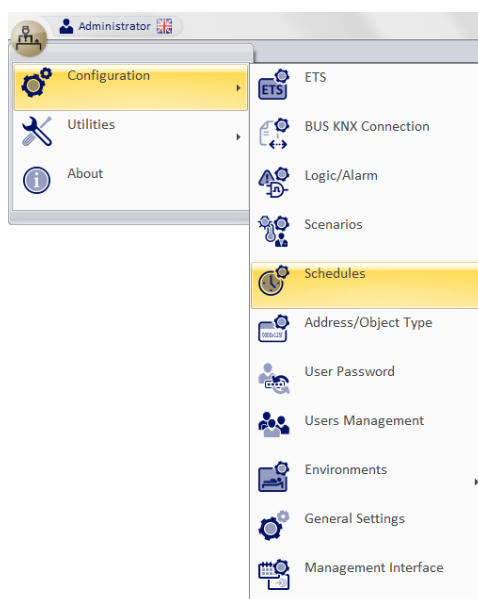 Administrator
Configuration
Utilities
About
ETS
ETS
BUS KNX Connection
Logic/Alarm
Scenarios
Schedules
Address/Object Type
User Password
Users Management
Environments
General Settings
Management Interface